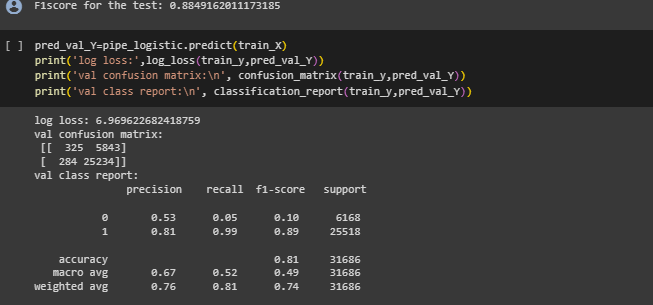 F1score for the test: 0.8849162011173185
[ ] pred_val_Y=pipe_logistic.predict(train_X)
print('log loss:',log_loss(train_y,pred_val_Y))
print('val confusion matrix:\n', confusion_matrix(train_y,pred_val_Y))
print('val class report:\n', classification_report(train_y,pred_val_Y))
log loss: 6.969622682418759
val confusion matrix:
[[ 325 5843]
[ 284 25234]]
val class report:
precision recall f1-score support
0 0.53 0.05 0.10 6168
1 0.81 0.99 0.89 25518
accuracy 0.81 31686
macro avg 0.67 0.52 0.49 31686
weighted avg 0.76 0.81 0.74 31686